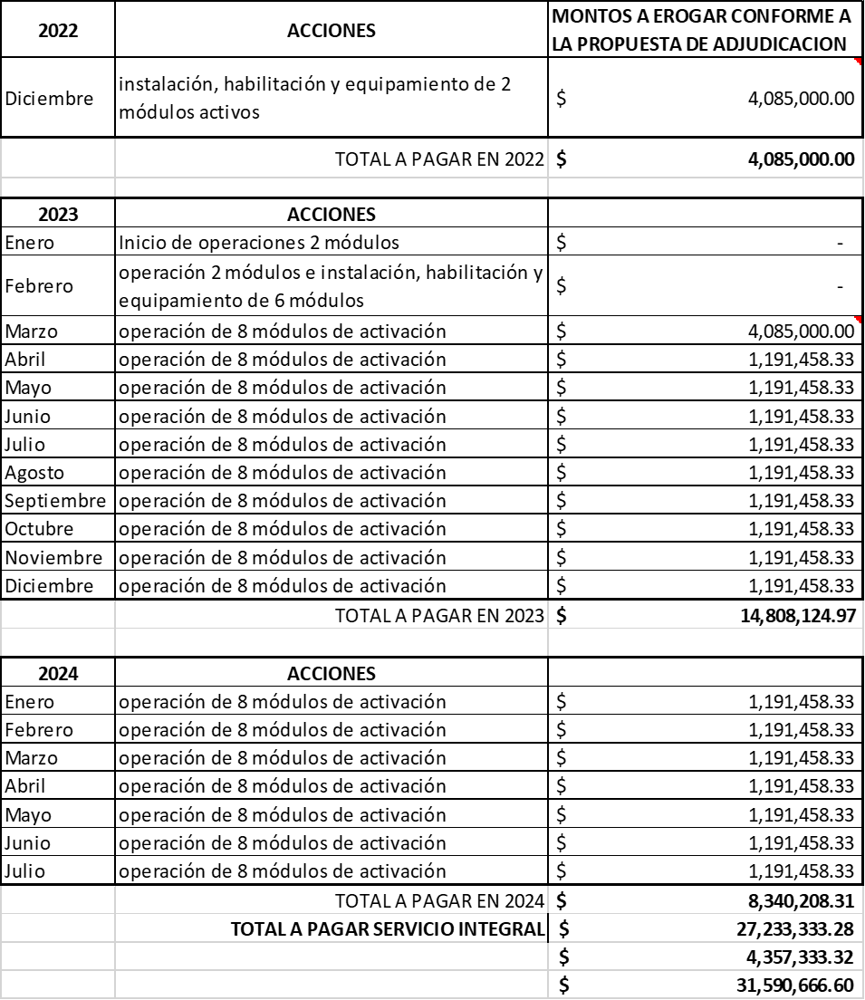 2022 ACCIONES MONTOS A EROGAR CONFORME A
LA PROPUESTA DE ADJUDICACION
Diciembre instalación, habilitación y equipamiento de 2
módulos activos $ 4,085,000.00
TOTAL A PAGAR EN 2022 $ 4,085,000.00
2023 ACCIONES
Enero Inicio de operaciones 2 módulos $ -
Febrero operación 2 módulos e instalación, habilitación y
equipamiento de 6 módulos $ -
Marzo operación de 8 módulos de activación $ 4,085,000.00
Abril operación de 8 módulos de activación $ 1,191,458.33
Mayo operación de 8 módulos de activación $ 1,191,458.33
Junio operación de 8 módulos de activación $ 1,191,458.33
Julio operación de 8 módulos de activación $ 1,191,458.33
Agosto operación de 8 módulos de activación $ 1,191,458.33
Septiembre operación de 8 módulos de activación $ 1,191,458.33
Octubre operación de 8 módulos de activación $ 1,191,458.33
Noviembre operación de 8 módulos de activación $ 1,191,458.33
Diciembre operación de 8 módulos de activación $ 1,191,458.33
TOTAL A PAGAR EN 2023 $ 14,808,124.97
2024 ACCIONES
Enero operación de 8 módulos de activación $ 1,191,458.33
Febrero operación de 8 módulos de activación $ 1,191,458.33
Marzo operación de 8 módulos de activación $ 1,191,458.33
Abril operación de 8 módulos de activación $ 1,191,458.33
Mayo operación de 8 módulos de activación $ 1,191,458.33
Junio operación de 8 módulos de activación $ 1,191,458.33
Julio operación de 8 módulos de activación $ 1,191,458.33
TOTAL A PAGAR EN 2024 $ 8,340,208.31
TOTAL A PAGAR SERVICIO INTEGRAL $ 27,233,333.28
$ 4,357,333.32
$ 31,590,666.60